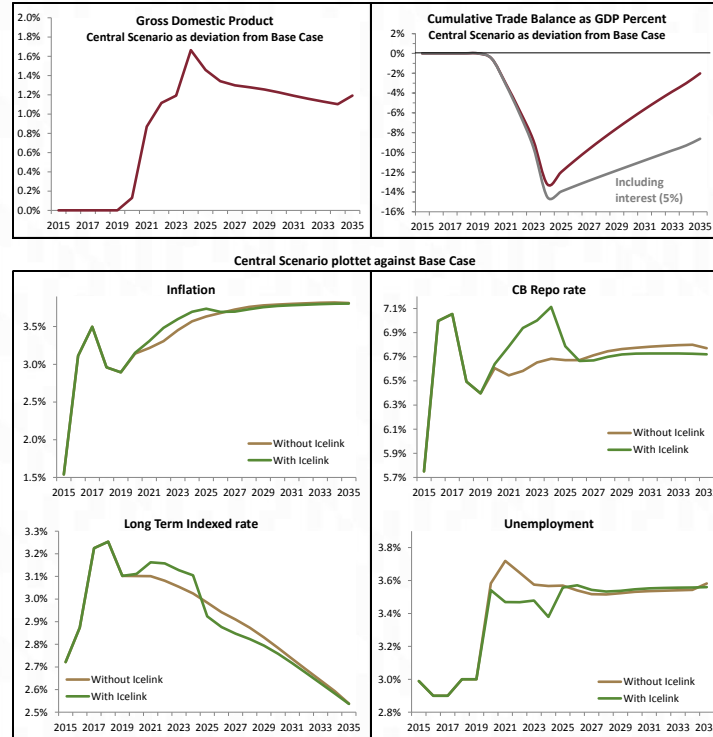 Gross Domestic Product
Central Scenario as deviation from Base Case
2.0%
1.8%
1.6%
1.4%
1.2%
1.0%
0.8%
0.6%
0.4%
0.2%
0.0%
2015 2017 2019 2021 2023 2025 2027 2029 2031 2033 2035
Cumulative Trade Balance as GDP Percent
Central Scenario as deviation from Base Case
0%
-2%
-4%
-6%
-8%
-10%
-12%
-14%
-16%
Including
interest (5%)
2015 2017 2019 2021 2023 2025 2027 2029 2031 2033 2035
Central Scenario plottet against Base Case
Inflation
3.5%
3.0%
2.5%
2.0%
1.5%
Without Icelink
With Icelink
2015 2017 2019 2021 2023 2025 2027 2029 2031 2033 2035
CB Repo rate
7.1%
6.9%
6.7%
6.5%
6.3%
6.1%
5.9%
5.7%
Without Icelink
With Icelink
2015 2017 2019 2021 2023 2025 2027 2029 2031 2033 203
Long Term Indexed rate
3.3%
3.2%
3.1%
3.0%
2.9%
2.8%
2.7%
2.6%
2.5%
Without Icelink
With Icelink
2015 2017 2019 2021 2023 2025 2027 2029 2031 2033 2035
Unemployment
3.8%
3.6%
3.4%
3.2%
3.0%
2.8%
Without Icelink
With Icelink
2015 2017 2019 2021 2023 2025 2027 2029 2031 2033 203